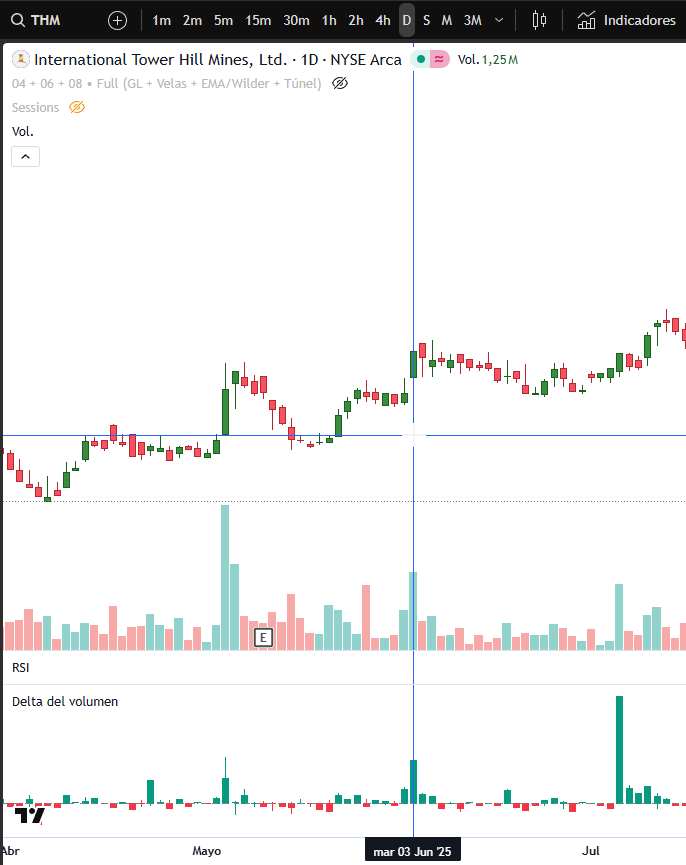 THM 1m 2m 5m 15m 30m 1h 2h 4h D S M 3M Indicadores
International Tower Hill Mines, Ltd. · 1D · NYSE Arca ≈ Vol. 1,25 M
04 + 06 + 08 • Full (GL + Velas + EMA/Wilder + Túnel)
Sessions
Vol.
E
RSI
Delta del volumen
Abr Mayo mar 03 Jun '25 Jul